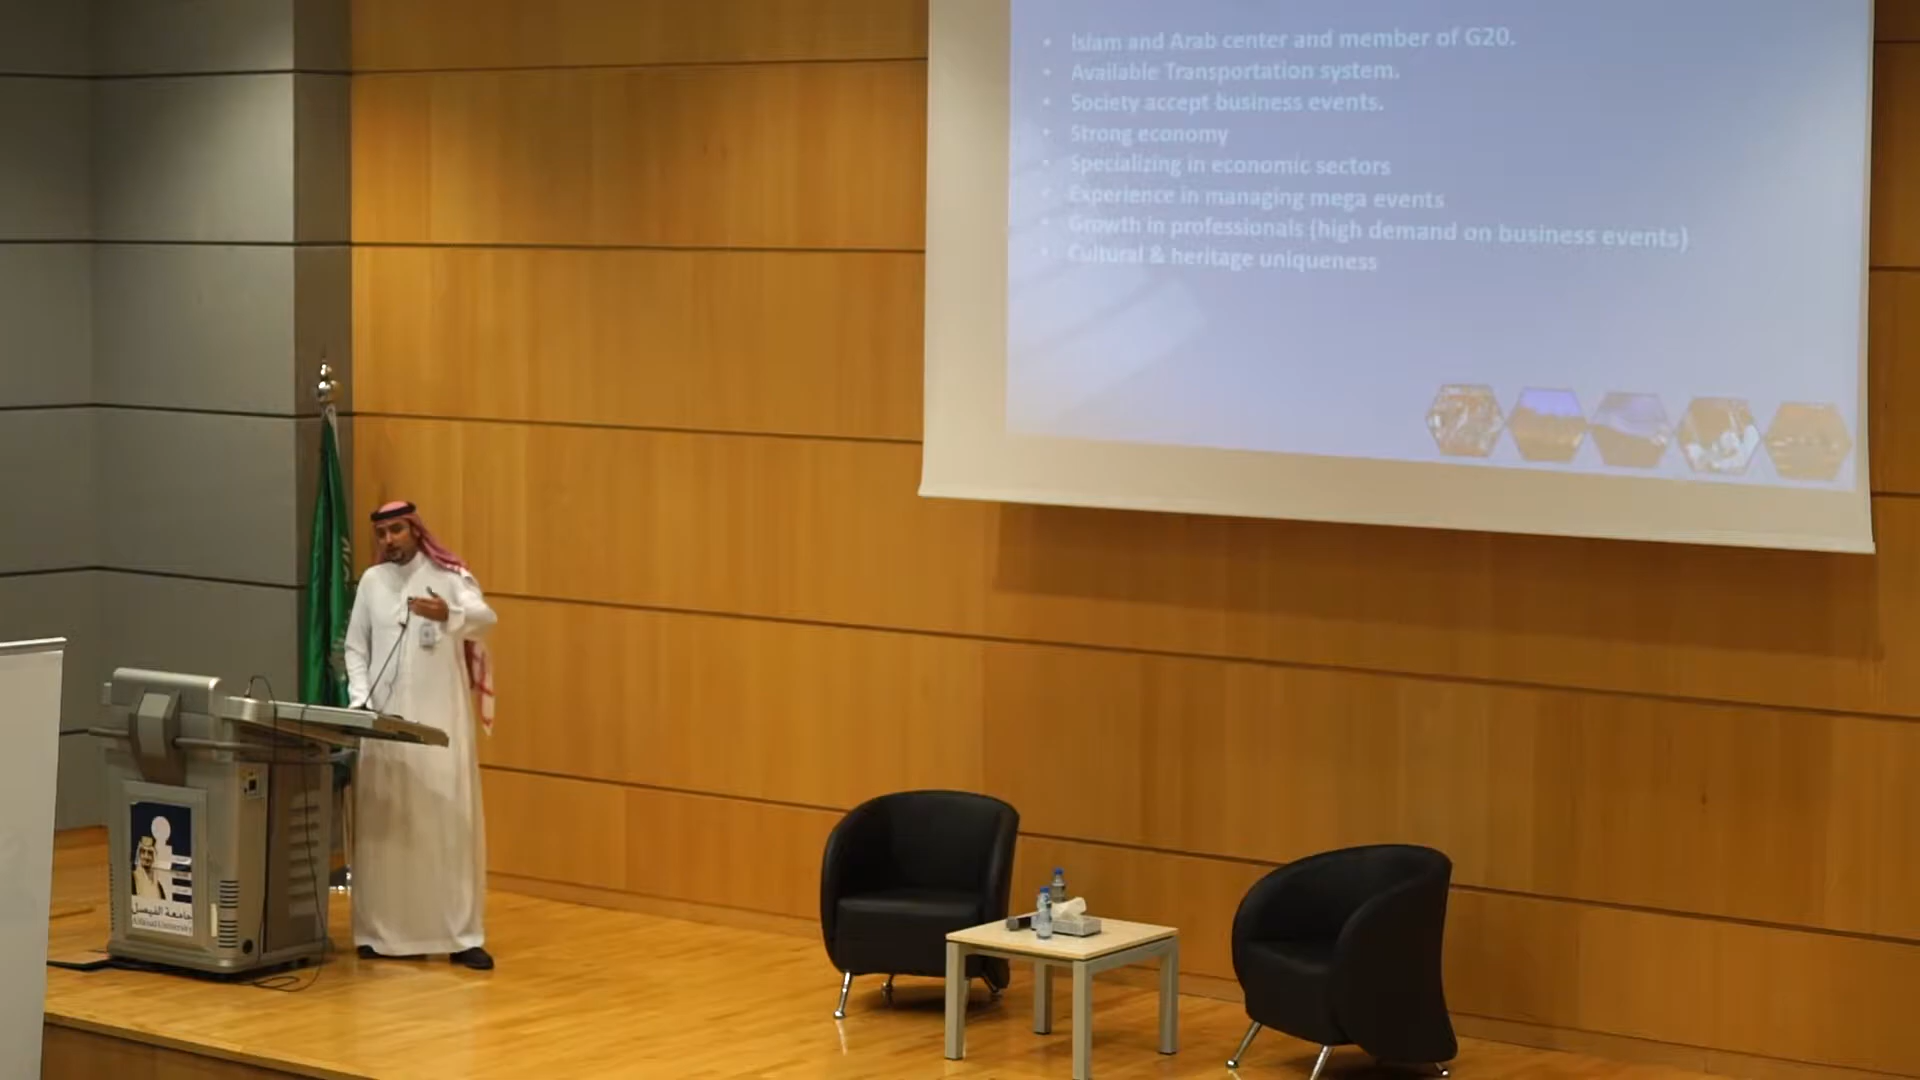 Islam and Arab center and member of G20.
Available Transportation system.
Society accept business events.
Strong economy
Specializing in economic sectors
Experience in managing mega events
Growth in professionals (high demand on business events)
Cultural & heritage uniqueness
جامعة الفيصل
Alfaisal University